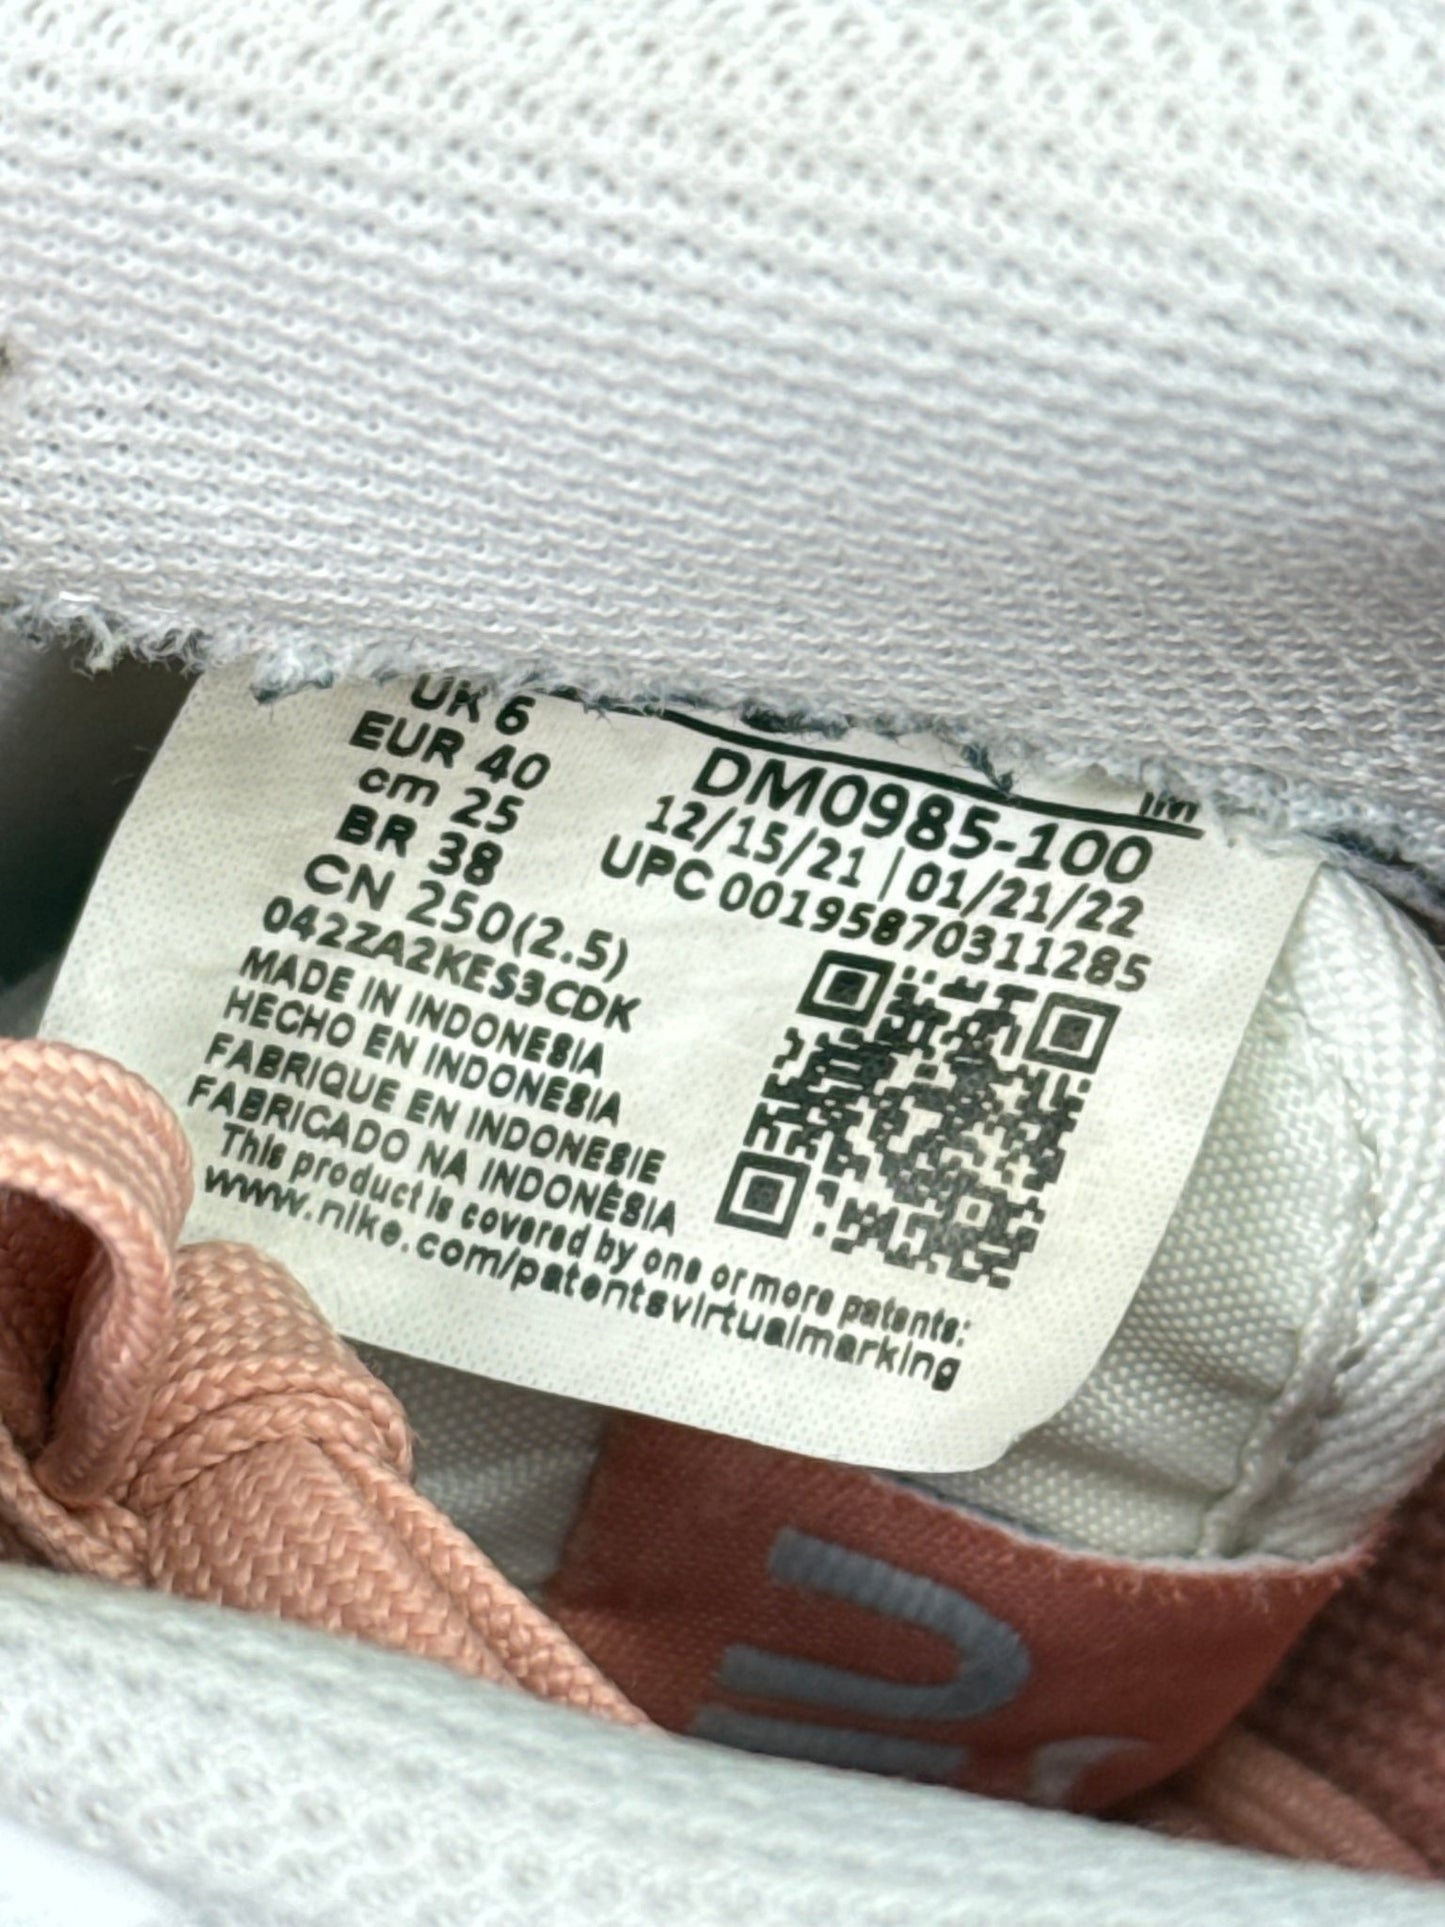 UK 6
EUR 40
cm 25
BR 38
CN 250(2.5)
042ZA2KES3CDK
MADE IN INDONESIA
HECHO EN INDONESIA
FABRIQUE EN INDONESIE
FABRICADO NA INDONÉSIA
This product is covered by one or more patents:
www.nike.com/patentsvirtualmarking
DM0985-100
12/15/21 | 01/21/22
UPC 00195870311285